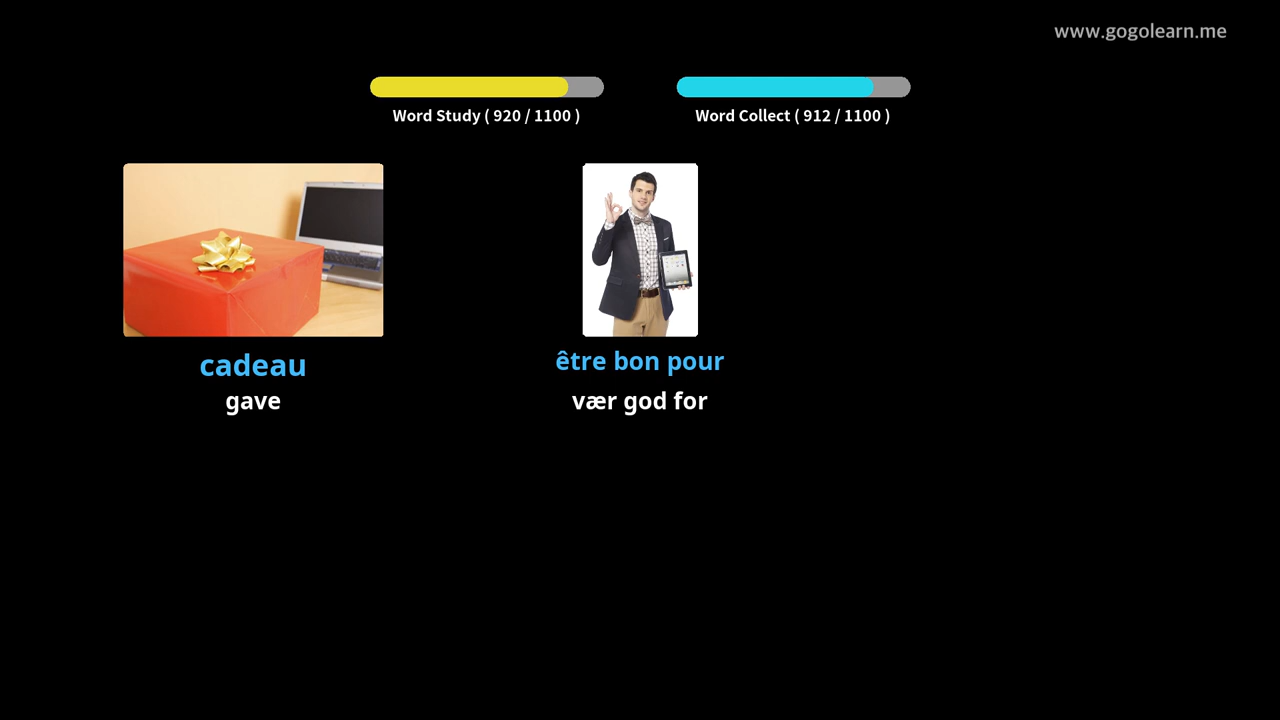 www.gogolearn.me
Word Study ( 920 / 1100 )
Word Collect ( 912 / 1100 )
cadeau
gave
être bon pour
vær god for